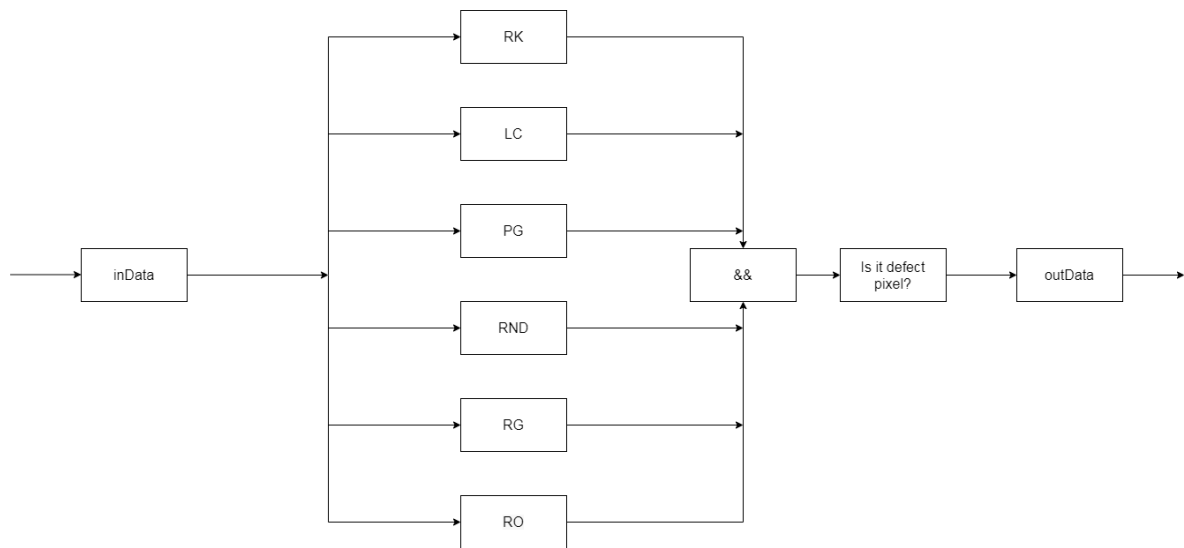 RK
LC
PG
inData
&&
Is it defect
pixel?
outData
RND
RG
RO